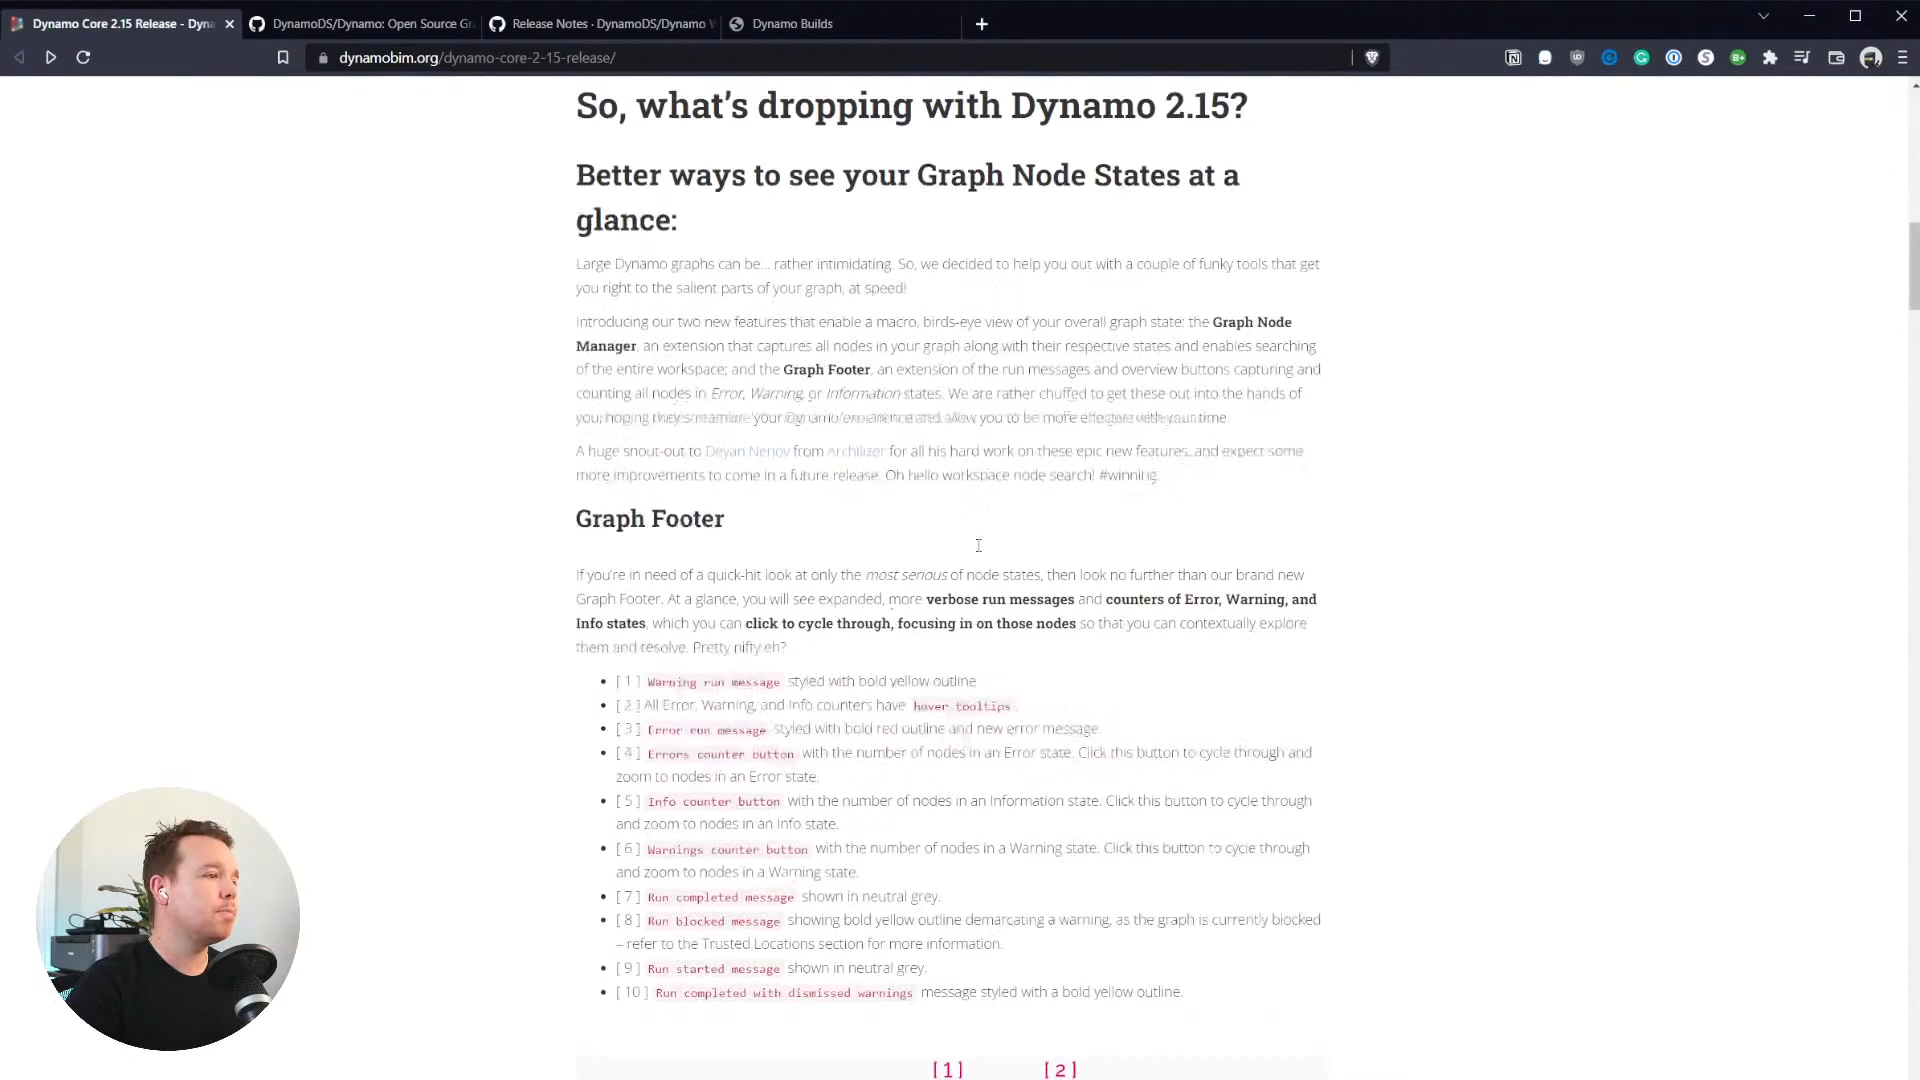 Dynamo Core 2.15 Release - Dyna
DynamoDS/Dynamo: Open Source Gr
Release Notes · DynamoDS/Dynamo W
Dynamo Builds
dynamobim.org/dynamo-core-2-15-release/
So, what's dropping with Dynamo 2.15?
Better ways to see your Graph Node States at a
glance:
Large Dynamo graphs can be... rather intimidating. So, we decided to help you out with a couple of funky tools that get
you right to the salient parts of your graph, at speed!
Introducing our two new features that enable a macro, birds-eye view of your overall graph state: the Graph Node
Manager, an extension that captures all nodes in your graph along with their respective states and enables searching
of the entire workspace; and the Graph Footer, an extension of the run messages and overview buttons capturing and
counting all nodes in Error, Warning, or Information states. We are rather chuffed to get these out into the hands of
you, hoping they streamline your Dynamo experience and allow you to be more effective with your time.
A huge shout-out to Deyan Nenov from Archilizer for all his hard work on these epic new features, and expect some
more improvements to come in a future release. Oh hello workspace node search! #winning
Graph Footer
If you're in need of a quick-hit look at only the most serious of node states, then look no further than our brand new
Graph Footer. At a glance, you will see expanded, more verbose run messages and counters of Error, Warning, and
Info states, which you can click to cycle through, focusing in on those nodes so that you can contextually explore
them and resolve. Pretty nifty eh?
• [ 1 ] Warning run message styled with bold yellow outline.
• [ 2 ] All Error, Warning, and Info counters have hover tooltips.
• [ 3 ] Error run message styled with bold red outline and new error message.
• [ 4 ] Errors counter button with the number of nodes in an Error state. Click this button to cycle through and
zoom to nodes in an Error state.
• [ 5 ] Info counter button with the number of nodes in an Information state. Click this button to cycle through
and zoom to nodes in an Info state.
• [ 6 ] Warnings counter button with the number of nodes in a Warning state. Click this button to cycle through
and zoom to nodes in a Warning state.
• [ 7 ] Run completed message shown in neutral grey.
• [ 8 ] Run blocked message showing bold yellow outline demarcating a warning, as the graph is currently blocked
– refer to the Trusted Locations section for more information.
• [ 9 ] Run started message shown in neutral grey.
• [ 10 ] Run completed with dismissed warnings message styled with a bold yellow outline.
[ 1 ] [ 2 ]